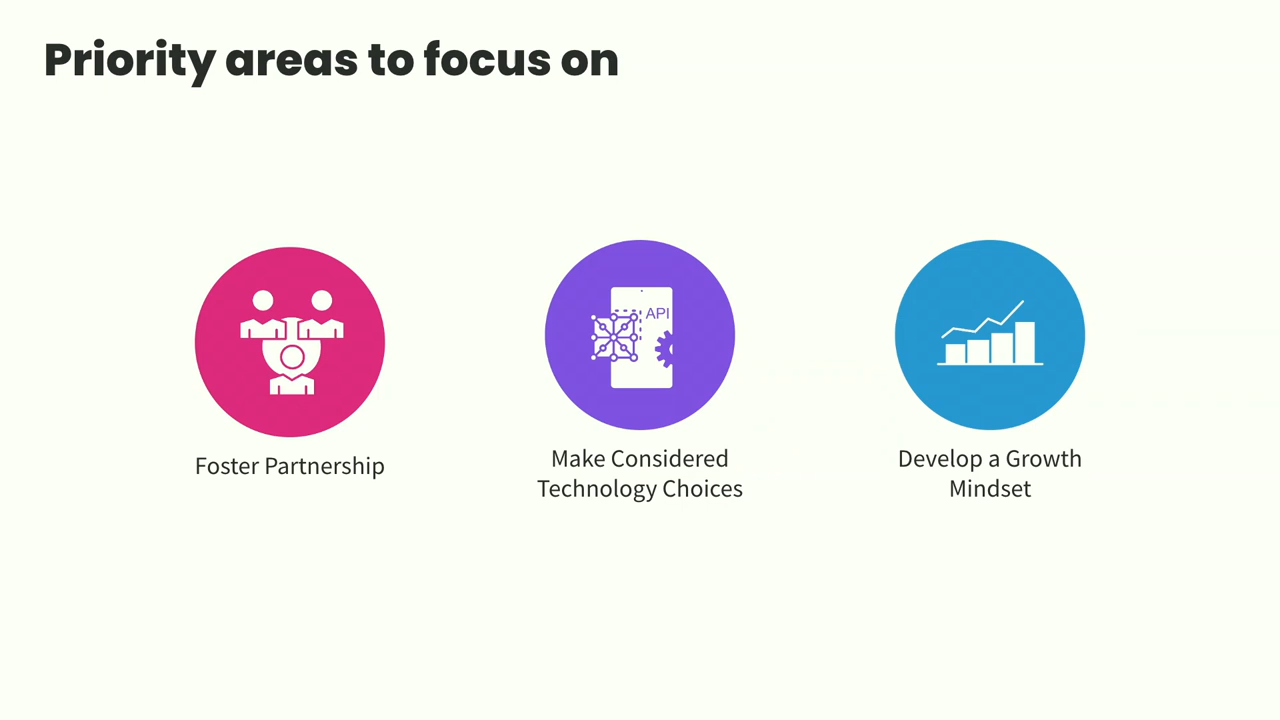 Priority areas to focus on
API
Foster Partnership
Make Considered
Technology Choices
Develop a Growth
Mindset